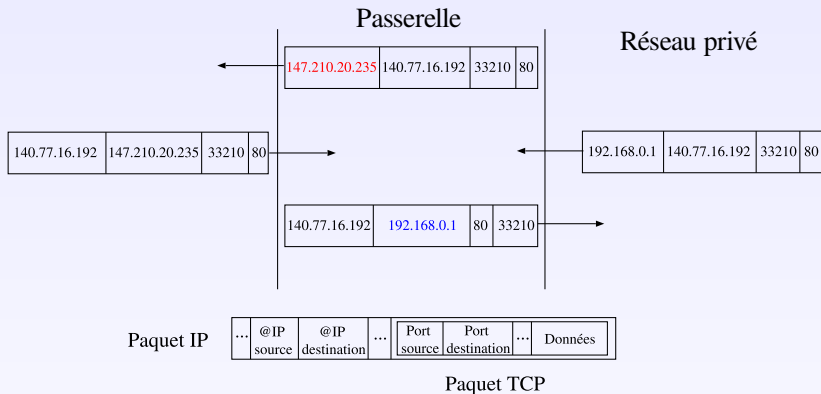 Passerelle
Réseau privé
147.210.20.235 140.77.16.192 33210 80
140.77.16.192 147.210.20.235 33210 80
192.168.0.1 140.77.16.192 33210 80
140.77.16.192 192.168.0.1 80 33210
Paquet IP
... @IP source @IP destination ... Port source Port destination ... Données
Paquet TCP